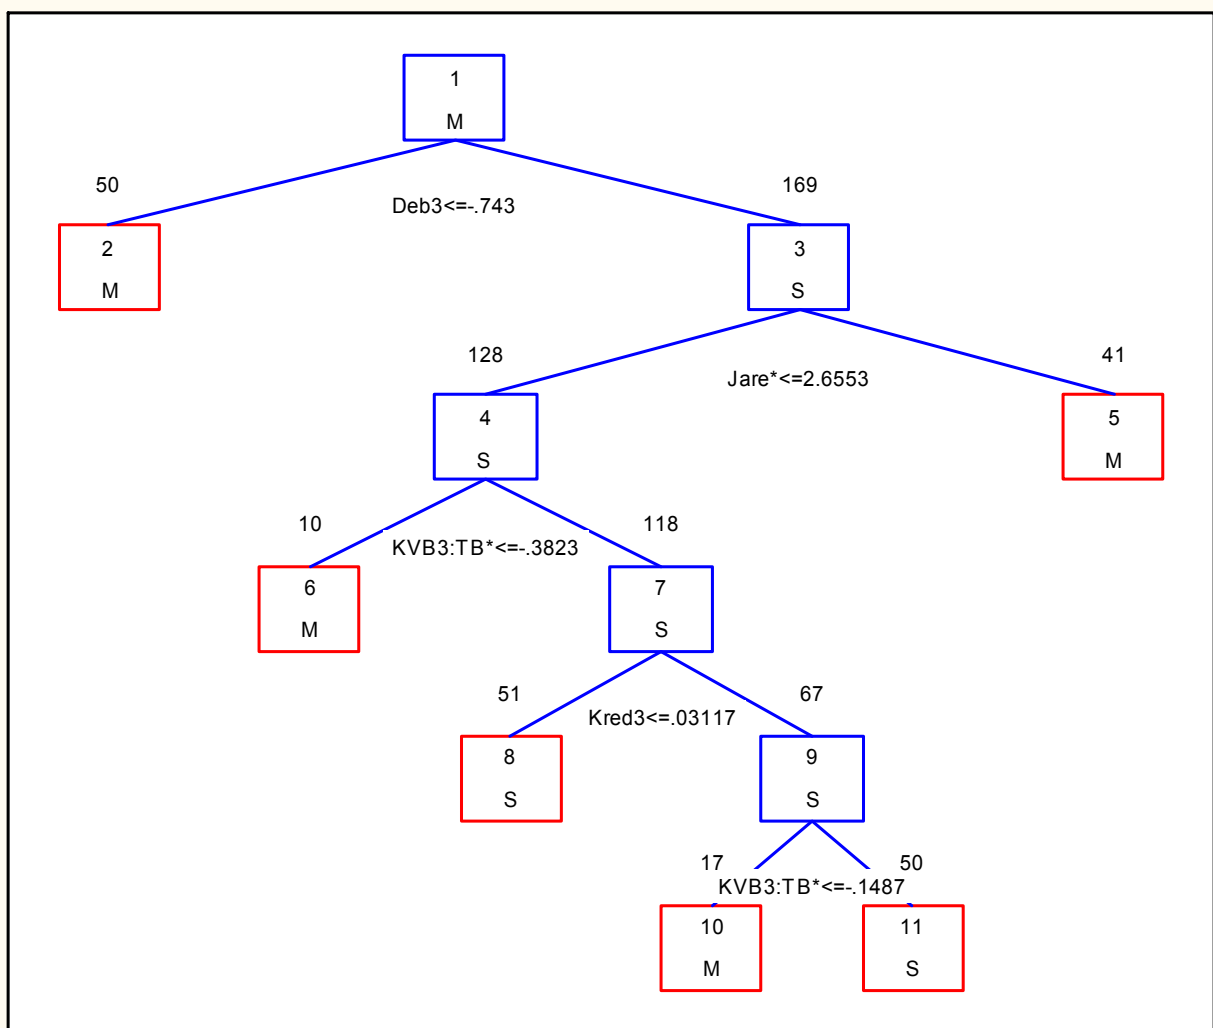 1
M
50
169
Deb3<=-.743
2
M
3
S
128
41
Jare*<=2.6553
4
S
5
M
10
118
KVB3:TB*<=-.3823
6
M
7
S
51
67
Kred3<=.03117
8
S
9
S
17
50
KVB3:TB*<=-.1487
10
M
11
S